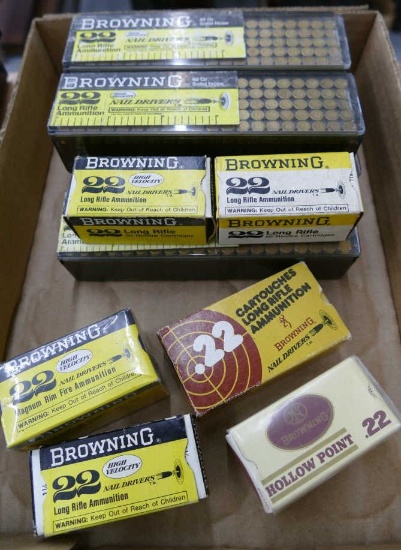 BROWNING
22
Long Rifle
Ammunition
NAIL DRIVERS
BROWNING
22
Long Rifle
Ammunition
NAIL DRIVERS
BROWNING
22
HIGH
VELOCITY
NAIL DRIVERS
Long Rifle Ammunition
WARNING: Keep Out of Reach of Children
22 Long Rifle
BROWNING
22
NAIL DRIVERS
Long Rifle Ammunition
WARNING: Keep Out of Reach of Children
22 Long Rifle
CARTOUCHES
LONG RIFLE
AMMUNITION
.22
BROWNING
NAIL DRIVERS
BROWNING
22
HIGH
VELOCITY
NAIL DRIVERS
Magnum Rim Fire Ammunition
WARNING: Keep Out of Reach of Children
BROWNING
22
HIGH
VELOCITY
NAIL DRIVERS
Long Rifle Ammunition
WARNING: Keep Out of Reach of Children
BROWNING
HOLLOW POINT .22